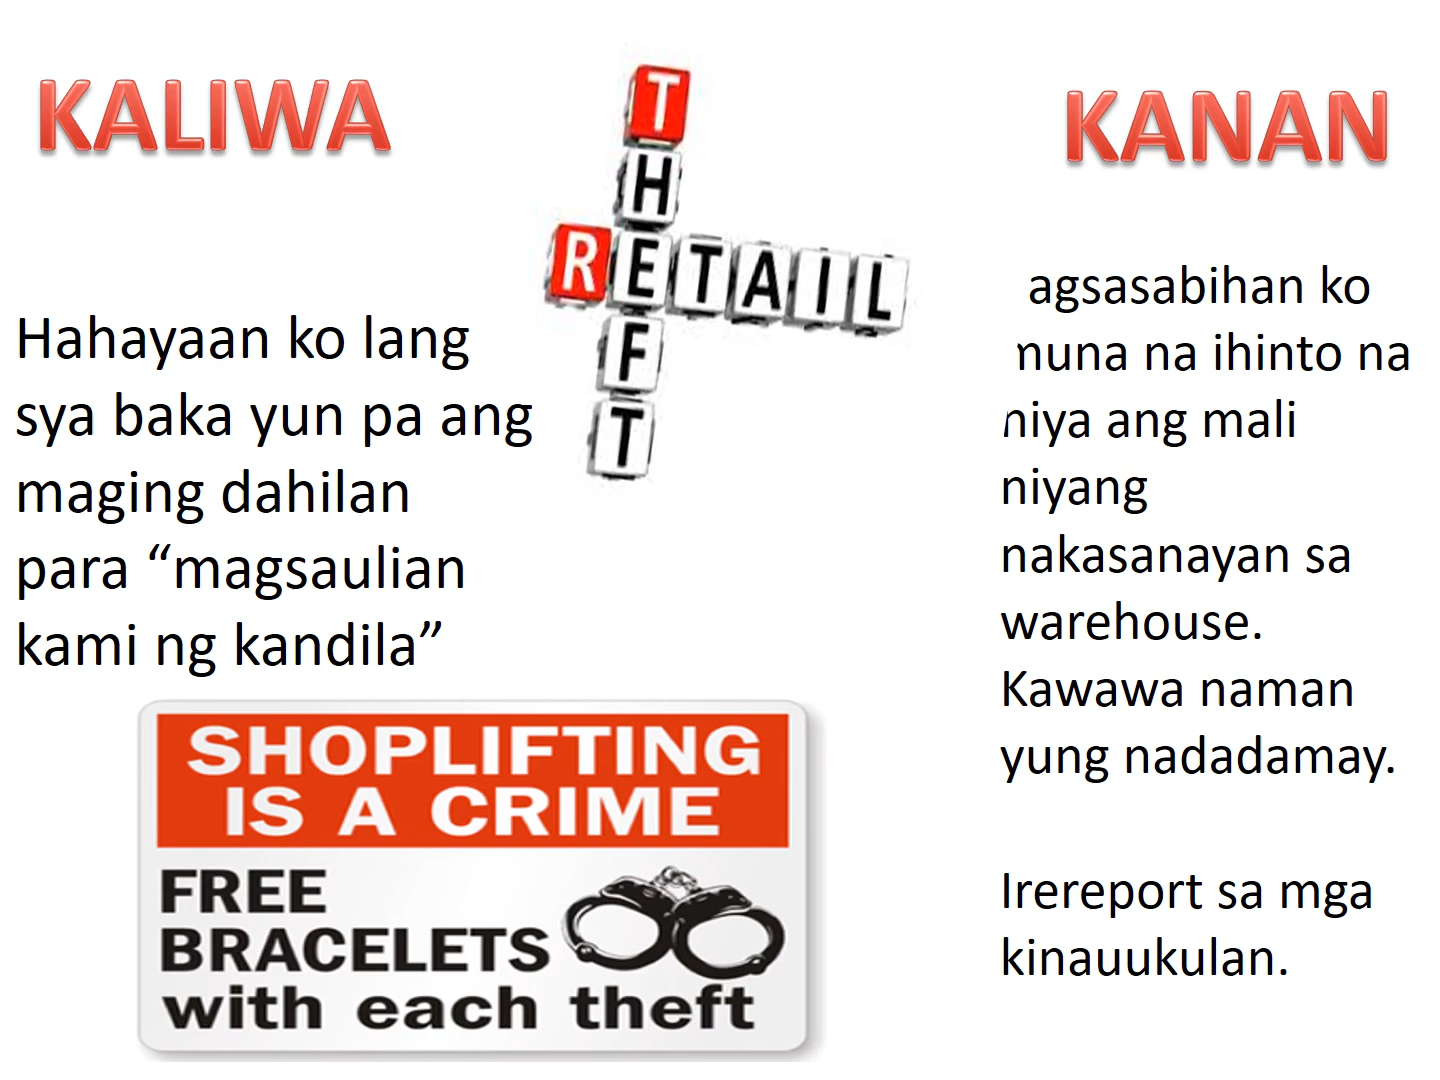 KALIWA
KANAN
THEFT
RETAIL
Hahayaan ko lang
sya baka yun pa ang
maging dahilan
para “magsaulian
kami ng kandila”
agsasabihan ko
muna na ihinto na
niya ang mali
niyang
nakasanayan sa
warehouse.
Kawawa naman
yung nadadamay.
Irereport sa mga
kinauukulan.
SHOPLIFTING
IS A CRIME
FREE
BRACELETS
with each theft